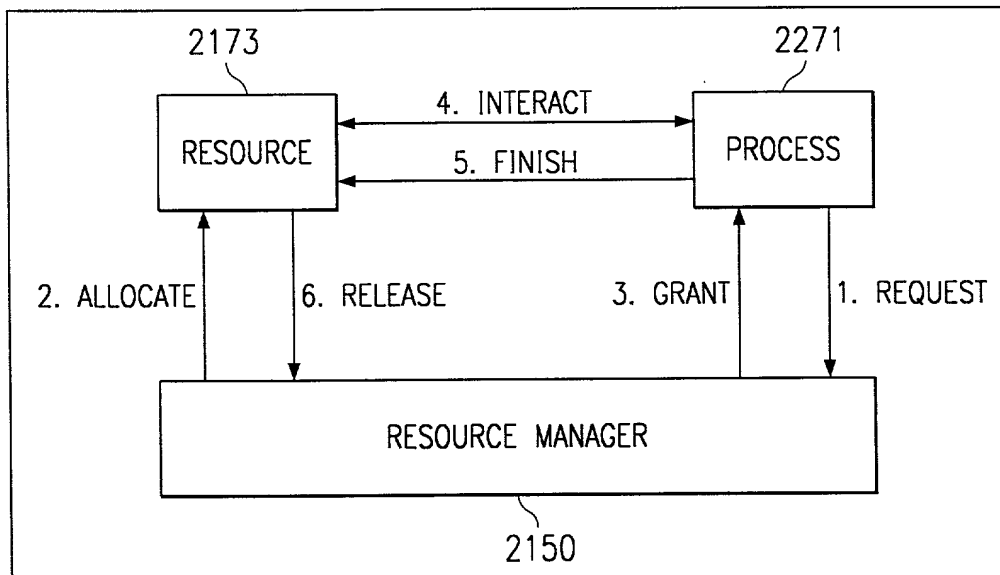 2173
2271
4. INTERACT
RESOURCE
PROCESS
5. FINISH
2. ALLOCATE
6. RELEASE
3. GRANT
1. REQUEST
RESOURCE MANAGER
2150